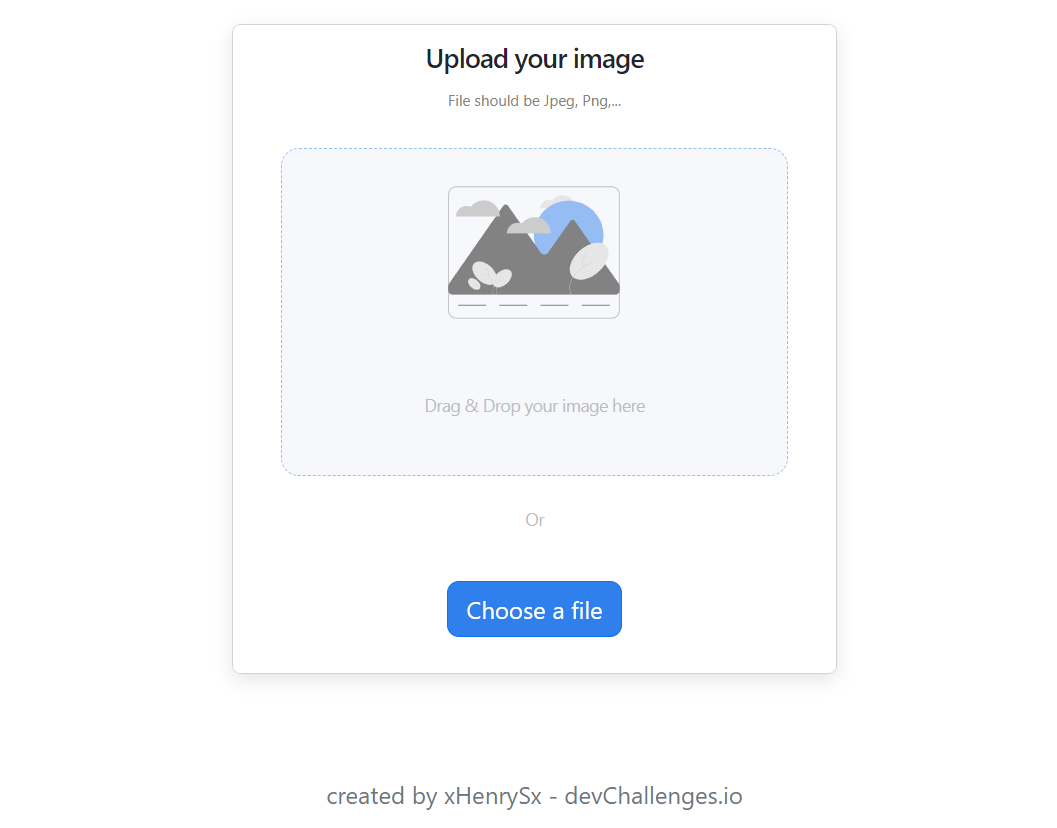 Upload your image
File should be Jpeg, Png,...
Drag & Drop your image here
Or
Choose a file
created by xHenrySx - devChallenges.io